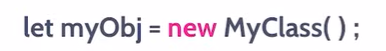 let myObj = new MyClass( ) ;